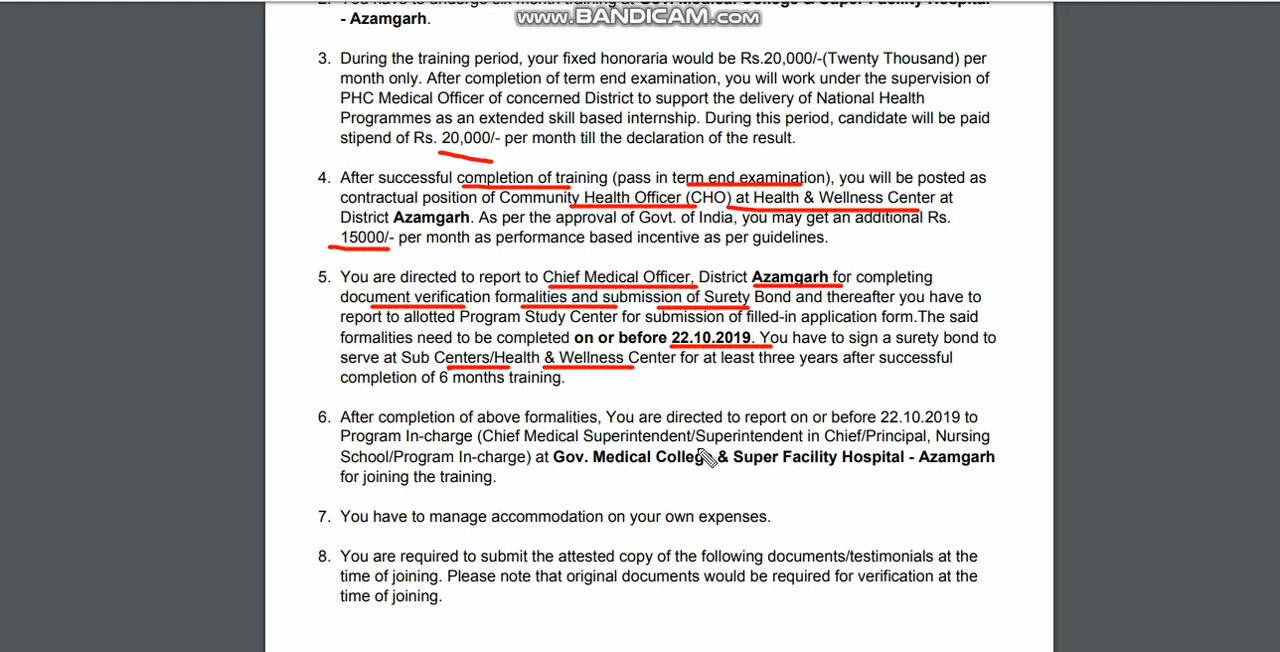 www.BANDICAM.com
- Azamgarh.
3. During the training period, your fixed honoraria would be Rs.20,000/-(Twenty Thousand) per
month only. After completion of term end examination, you will work under the supervision of
PHC Medical Officer of concerned District to support the delivery of National Health
Programmes as an extended skill based internship. During this period, candidate will be paid
stipend of Rs. 20,000/- per month till the declaration of the result.
4. After successful completion of training (pass in term end examination), you will be posted as
contractual position of Community Health Officer (CHO) at Health & Wellness Center at
District Azamgarh. As per the approval of Govt. of India, you may get an additional Rs.
15000/- per month as performance based incentive as per guidelines.
5. You are directed to report to Chief Medical Officer, District Azamgarh for completing
document verification formalities and submission of Surety Bond and thereafter you have to
report to allotted Program Study Center for submission of filled-in application form.The said
formalities need to be completed on or before 22.10.2019. You have to sign a surety bond to
serve at Sub Centers/Health & Wellness Center for at least three years after successful
completion of 6 months training.
6. After completion of above formalities, You are directed to report on or before 22.10.2019 to
Program In-charge (Chief Medical Superintendent/Superintendent in Chief/Principal, Nursing
School/Program In-charge) at Gov. Medical College & Super Facility Hospital - Azamgarh
for joining the training.
7. You have to manage accommodation on your own expenses.
8. You are required to submit the attested copy of the following documents/testimonials at the
time of joining. Please note that original documents would be required for verification at the
time of joining.